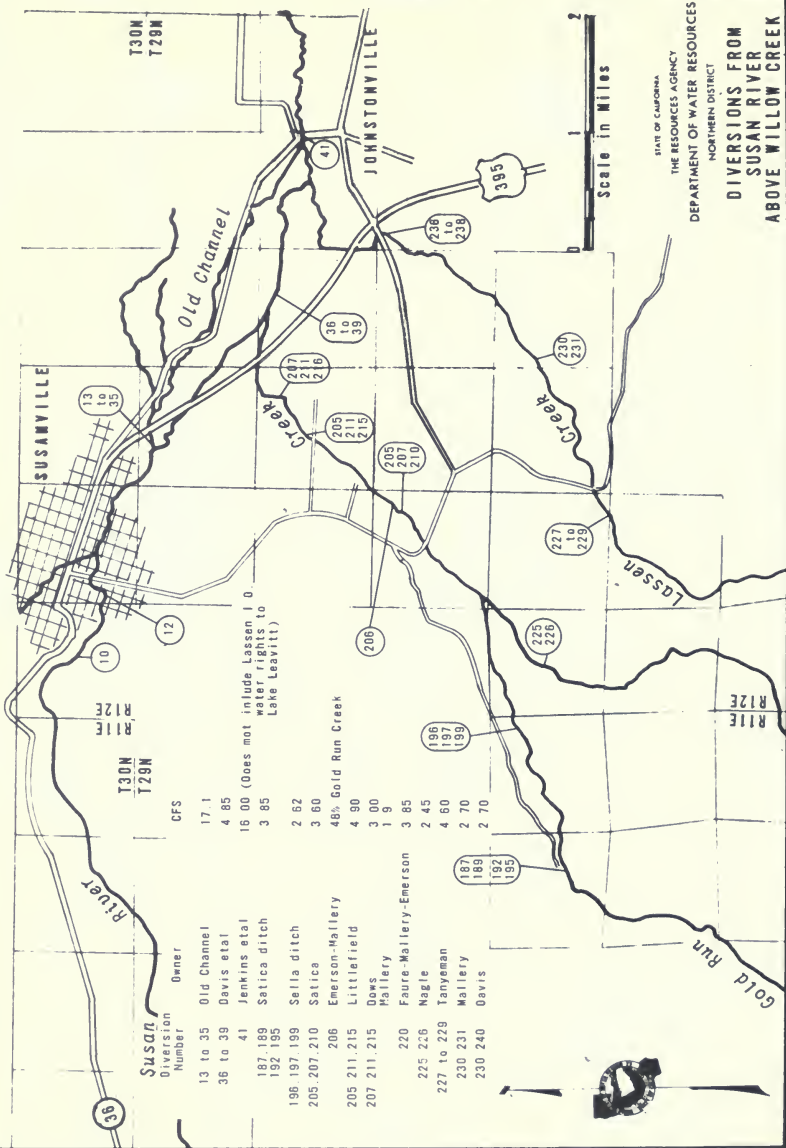 T30N
T29N
SUSANVILLE
Old Channel
13
to
35
36
to
39
41
JOHNSTONVILLE
395
236
to
238
207
211
216
Creek
205
211
215
205
207
210
206
230
231
Creek
227
to
229
Lassen
225
226
R11E
R12E
196
197
199
187
189
192
195
Gold Run
10
12
R11E
R12E
T30N
T29N
River
Susan
36
Diversion
Number Owner CFS
13 to 35 Old Channel 17.1
36 to 39 Davis etal 4 85
41 Jenkins etal 16 00 (Does mot inlude Lassen I D
water rights to
Lake Leavitt)
187.189 Satica ditch 3 85
192 195
196.197.199 Sella ditch 2 62
205.207.210 Satica 3 60
206 Emerson-Mallery 48% Gold Run Creek
205 211.215 Littlefield 4 90
207 211.215 Dows 3 00
Mallery 1 9
220 Faure-Mallery-Emerson 3 85
225 226 Nagle 2 45
227 to 229 Tanyeman 4 60
230 231 Mallery 2 70
230 240 Davis 2 70
0 1 2
Scale in Miles
STATE OF CALIFORNIA
THE RESOURCES AGENCY
DEPARTMENT OF WATER RESOURCES
NORTHERN DISTRICT
DIVERSIONS FROM
SUSAN RIVER
ABOVE WILLOW CREEK